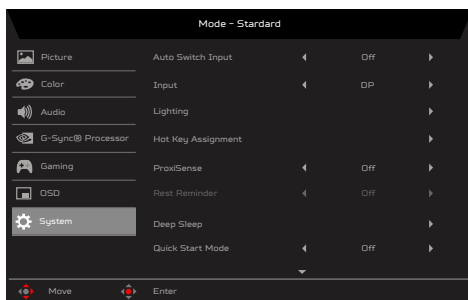 Mode - Stardard
Picture
Auto Switch Input Off
Color
Input DP
Audio
Lighting
G-Sync® Processor
Hot Key Assignment
Gaming
ProxiSense Off
OSD
Rest Reminder Off
System
Deep Sleep
Quick Start Mode Off
Move Enter